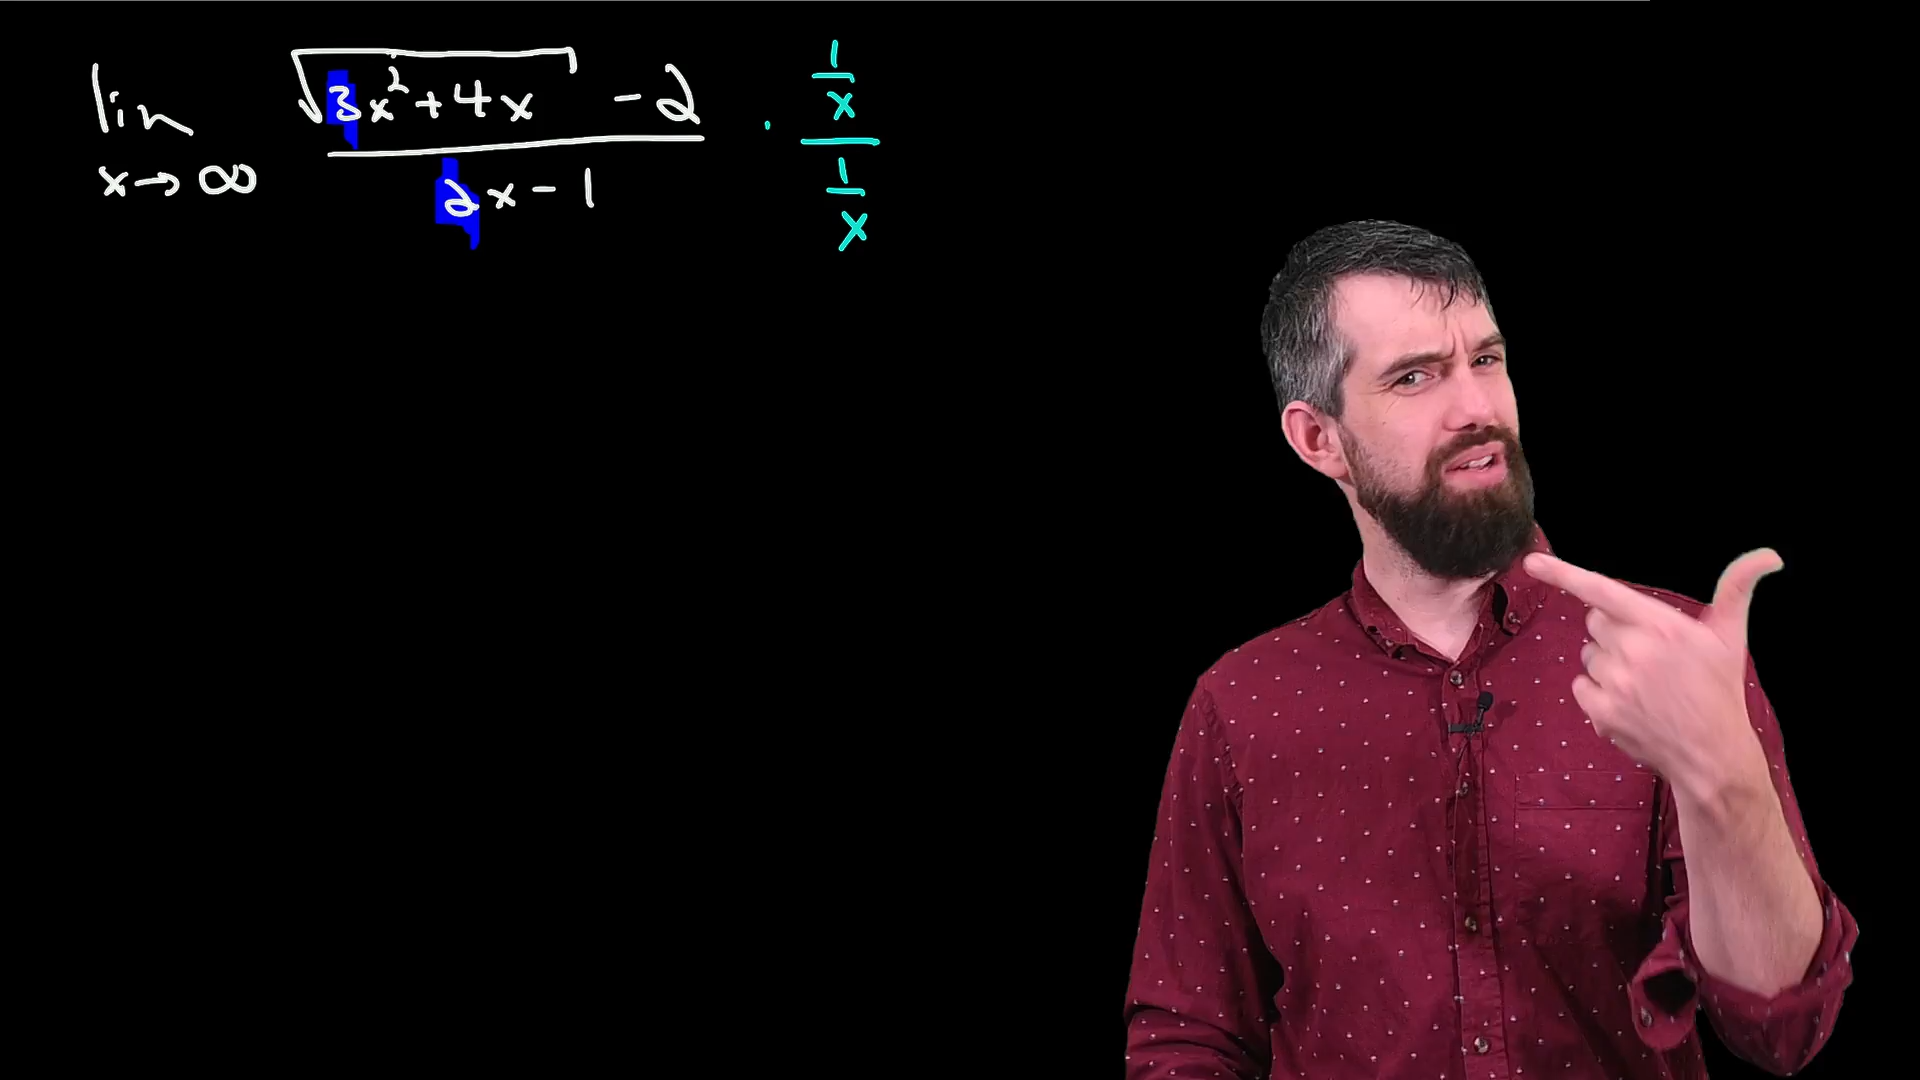 lim x→∞ (√(3x²+4x) - 2)/(2x - 1) · (1/x)/(1/x)